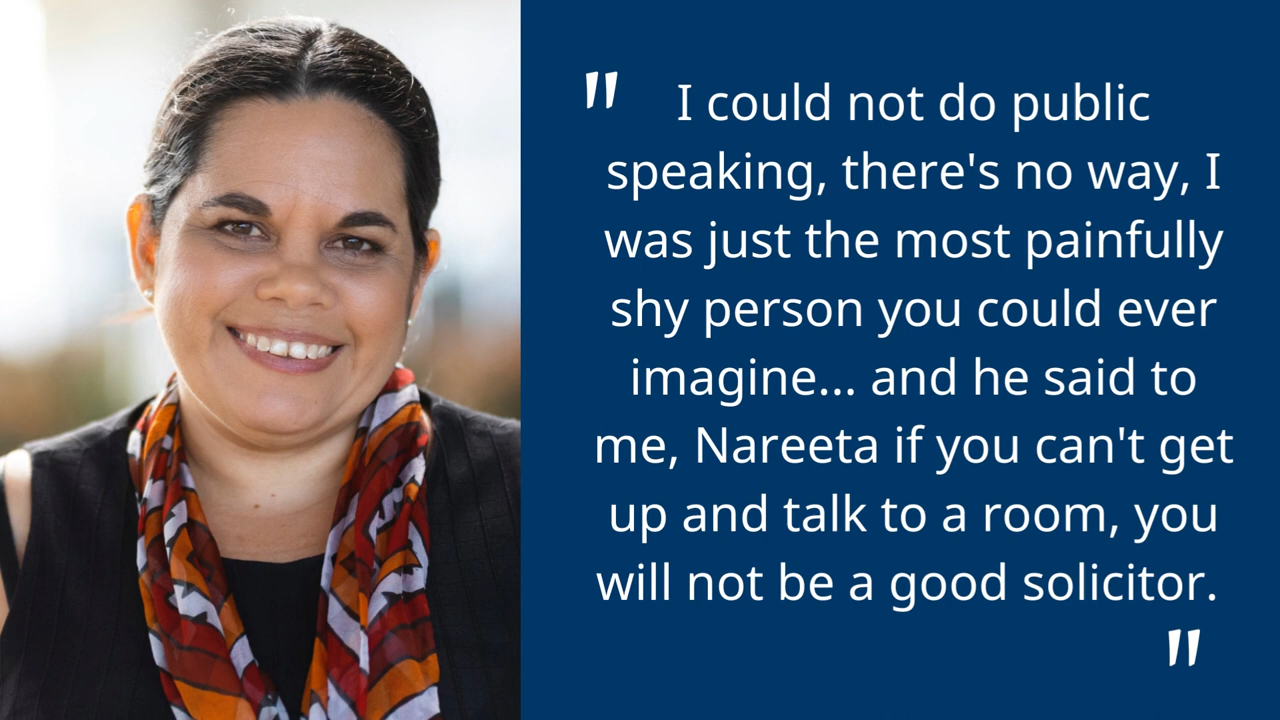 " I could not do public
speaking, there's no way, I
was just the most painfully
shy person you could ever
imagine... and he said to
me, Nareeta if you can't get
up and talk to a room, you
will not be a good solicitor.
"